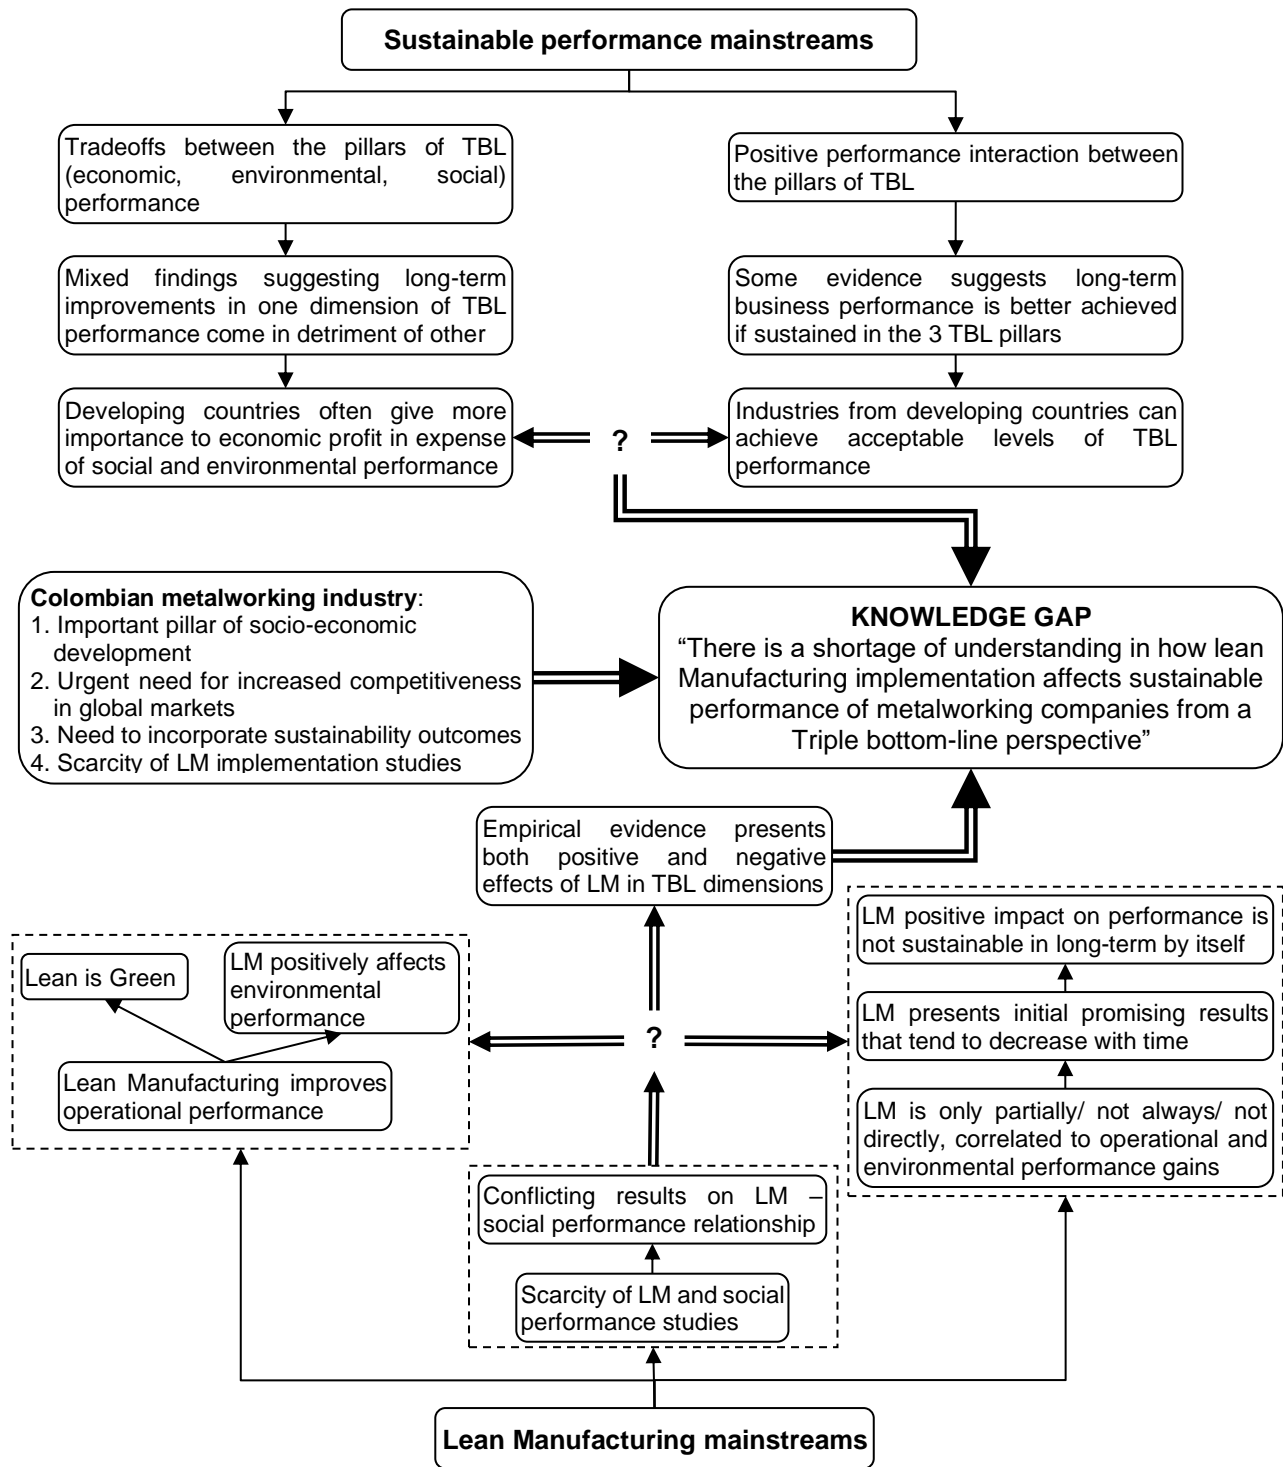 Sustainable performance mainstreams
Tradeoffs between the pillars of TBL
(economic, environmental, social)
performance
Positive performance interaction between
the pillars of TBL
Mixed findings suggesting long-term
improvements in one dimension of TBL
performance come in detriment of other
Some evidence suggests long-term
business performance is better achieved
if sustained in the 3 TBL pillars
Developing countries often give more
importance to economic profit in expense
of social and environmental performance
?
Industries from developing countries can
achieve acceptable levels of TBL
performance
Colombian metalworking industry:
1. Important pillar of socio-economic
development
2. Urgent need for increased competitiveness
in global markets
3. Need to incorporate sustainability outcomes
4. Scarcity of LM implementation studies
KNOWLEDGE GAP
“There is a shortage of understanding in how lean
Manufacturing implementation affects sustainable
performance of metalworking companies from a
Triple bottom-line perspective”
Empirical evidence presents
both positive and negative
effects of LM in TBL dimensions
Lean is Green
LM positively affects
environmental
performance
Lean Manufacturing improves
operational performance
?
LM positive impact on performance is
not sustainable in long-term by itself
LM presents initial promising results
that tend to decrease with time
LM is only partially/ not always/ not
directly, correlated to operational and
environmental performance gains
Conflicting results on LM –
social performance relationship
Scarcity of LM and social
performance studies
Lean Manufacturing mainstreams